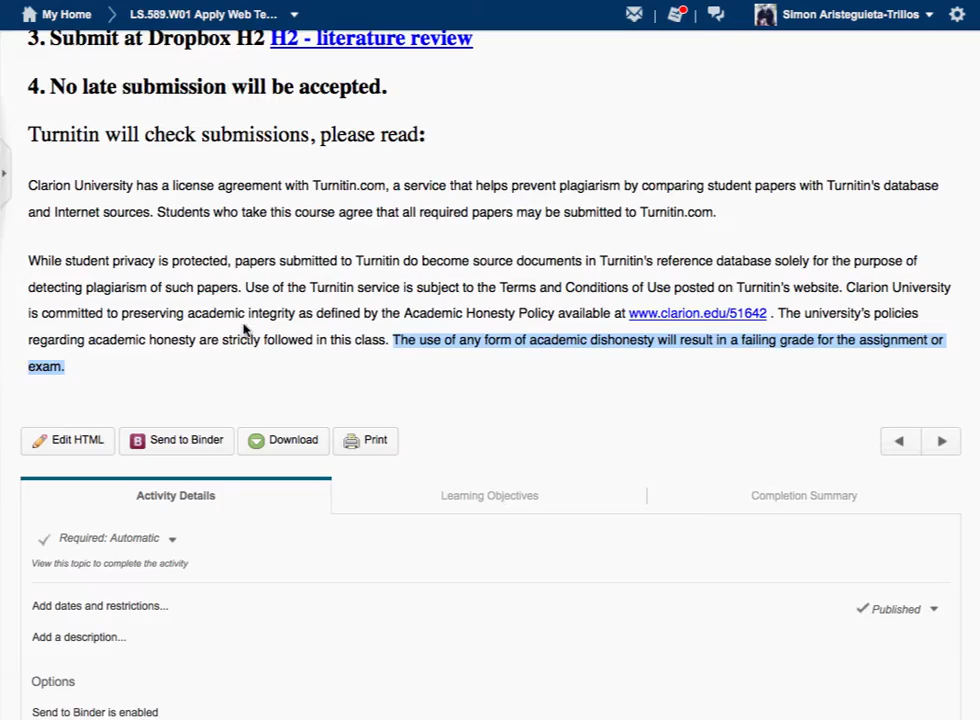 My Home
LS.589.W01 Apply Web Te...
Simon Aristeguieta-Trillos
3. Submit at Dropbox H2 H2 - literature review
4. No late submission will be accepted.
Turnitin will check submissions, please read:
Clarion University has a license agreement with Turnitin.com, a service that helps prevent plagiarism by comparing student papers with Turnitin's database
and Internet sources. Students who take this course agree that all required papers may be submitted to Turnitin.com.
While student privacy is protected, papers submitted to Turnitin do become source documents in Turnitin's reference database solely for the purpose of
detecting plagiarism of such papers. Use of the Turnitin service is subject to the Terms and Conditions of Use posted on Turnitin's website. Clarion University
is committed to preserving academic integrity as defined by the Academic Honesty Policy available at www.clarion.edu/51642 . The university's policies
regarding academic honesty are strictly followed in this class. The use of any form of academic dishonesty will result in a failing grade for the assignment or
exam.
Edit HTML
B Send to Binder
Download
Print
Activity Details
Learning Objectives
Completion Summary
Required: Automatic
View this topic to complete the activity
Add dates and restrictions...
Published
Add a description...
Options
Send to Binder is enabled